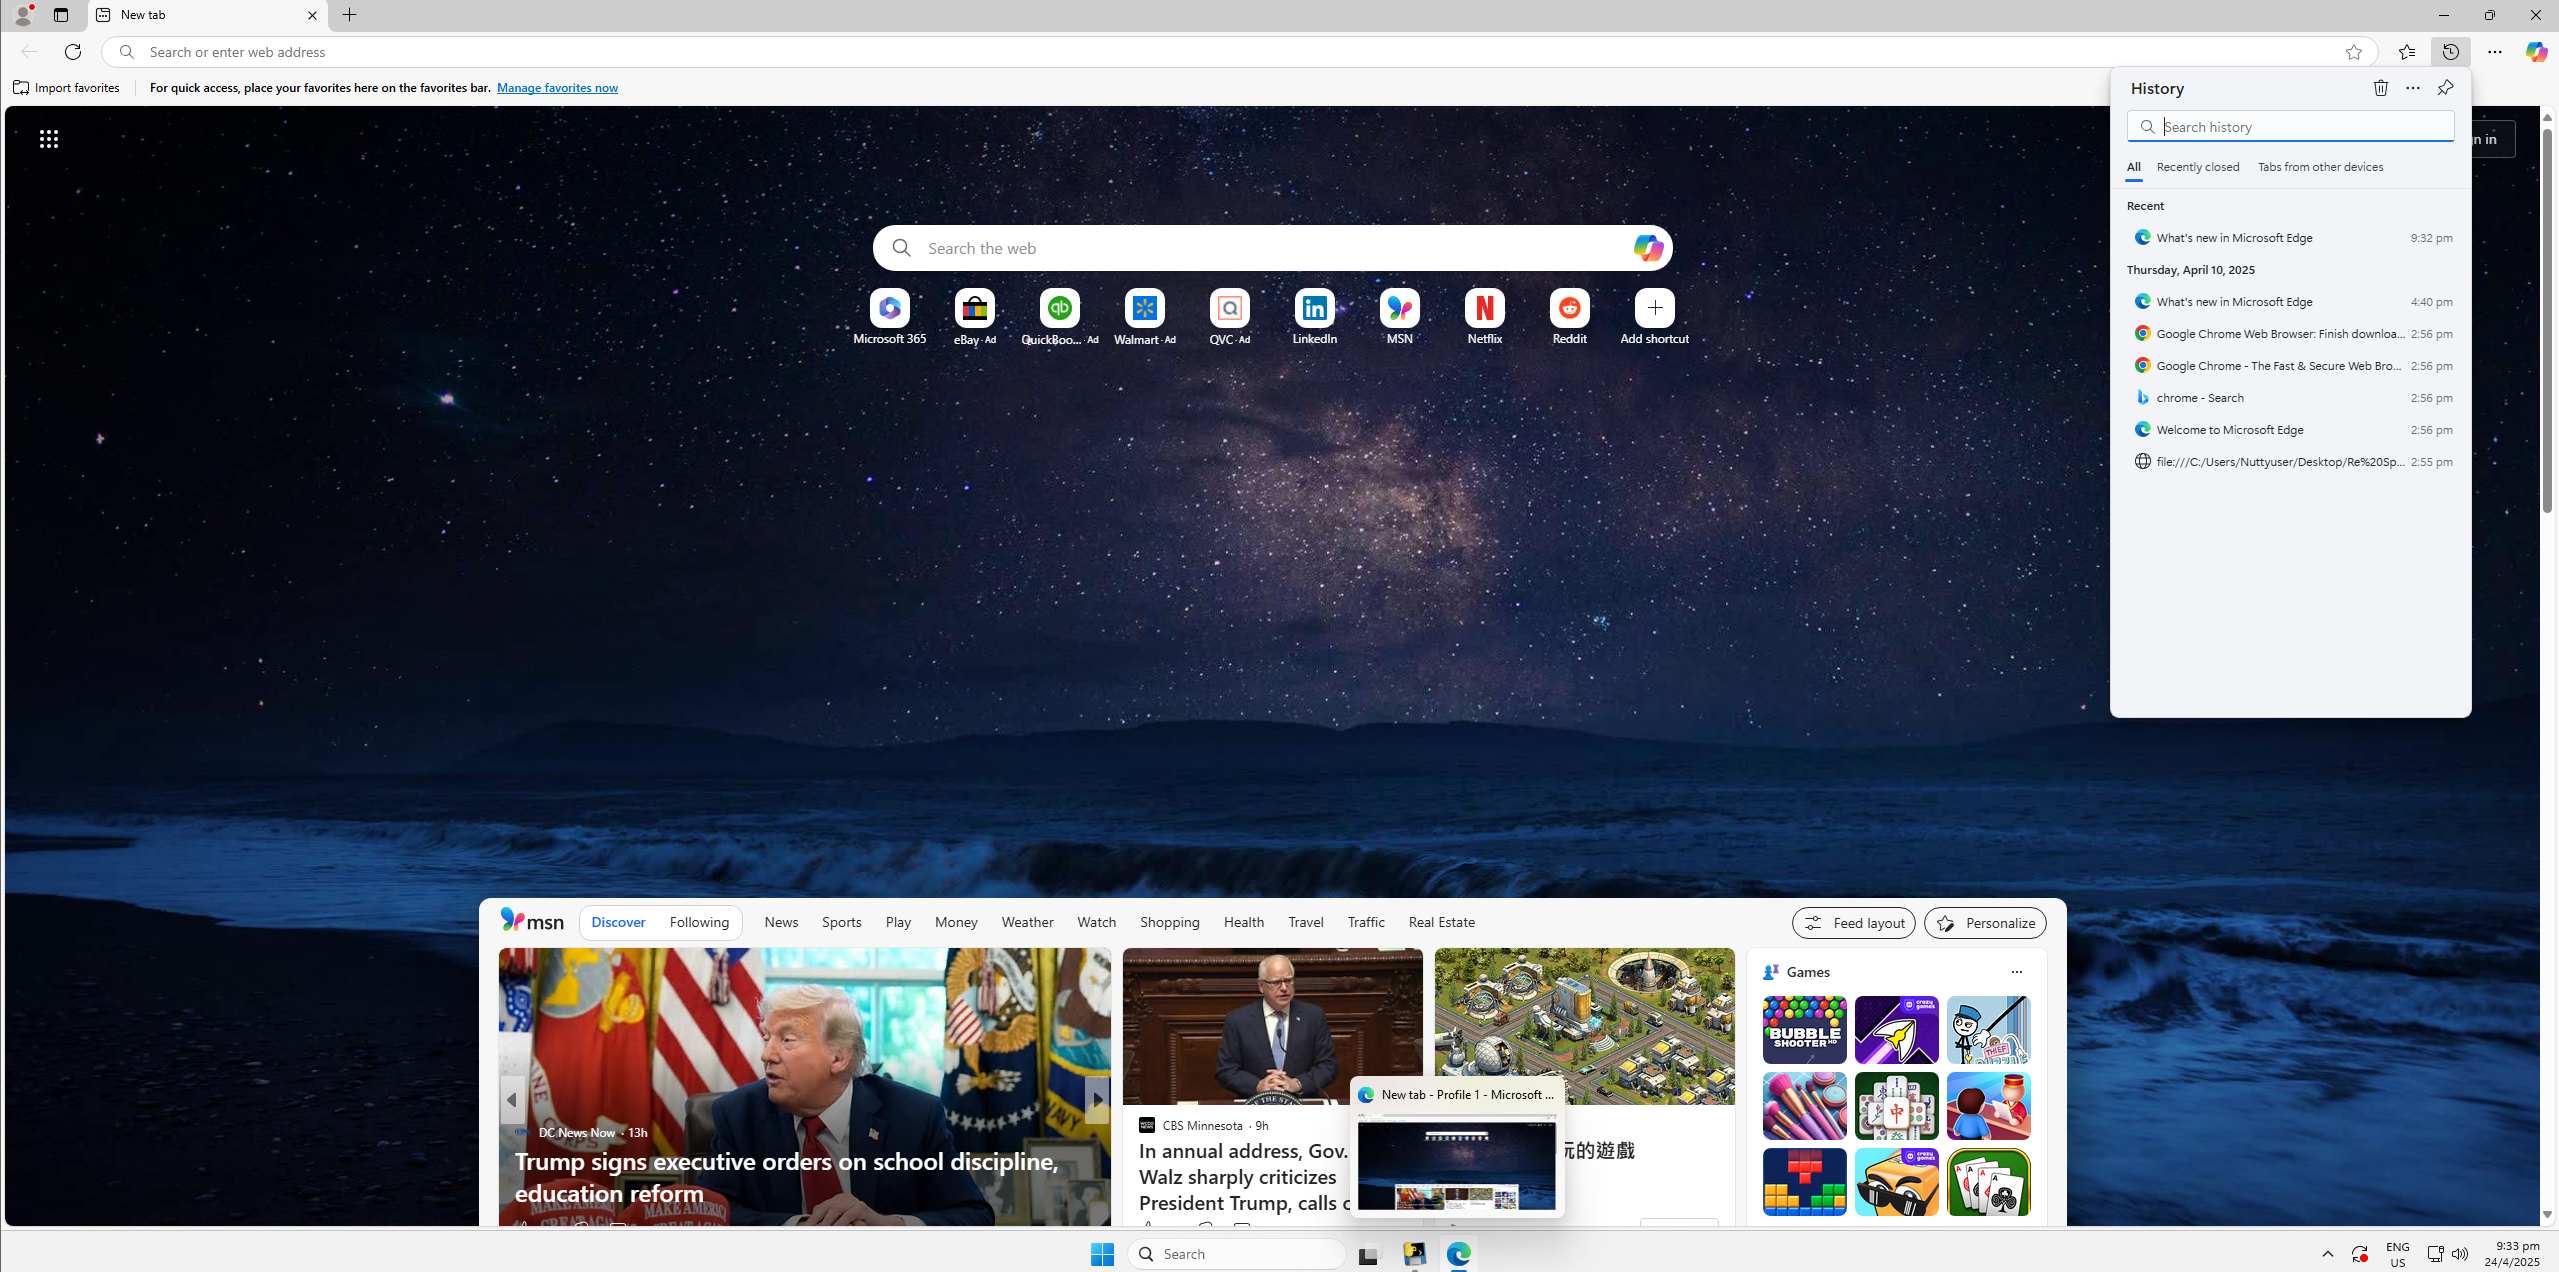 New tab
Search or enter web address
Import favorites
For quick access, place your favorites here on the favorites bar. Manage favorites now
History
Search history
All Recently closed Tabs from other devices
Recent
What's new in Microsoft Edge 9:32 pm
Thursday, April 10, 2025
What's new in Microsoft Edge 4:40 pm
Google Chrome Web Browser: Finish downloa... 2:56 pm
Google Chrome - The Fast & Secure Web Bro... 2:56 pm
chrome - Search 2:56 pm
Welcome to Microsoft Edge 2:56 pm
file:///C:/Users/Nuttyuser/Desktop/Re%20Sp... 2:55 pm
in
Search the web
Microsoft 365
eBay · Ad
QuickBoo... · Ad
Walmart · Ad
QVC · Ad
LinkedIn
MSN
Netflix
Reddit
Add shortcut
msn
Discover Following News Sports Play Money Weather Watch Shopping Health Travel Traffic Real Estate
Feed layout
Personalize
DC News Now · 13h
Trump signs executive orders on school discipline,
education reform
CBS Minnesota · 9h
In annual address, Gov.
Walz sharply criticizes
President Trump, calls
玩的遊戲
Games
BUBBLE
SHOOTER HD
crazy games
THIEF
PUZZLE
crazy games
New tab - Profile 1 - Microsoft ...
Search
ENG
US
9:33 pm
24/4/2025